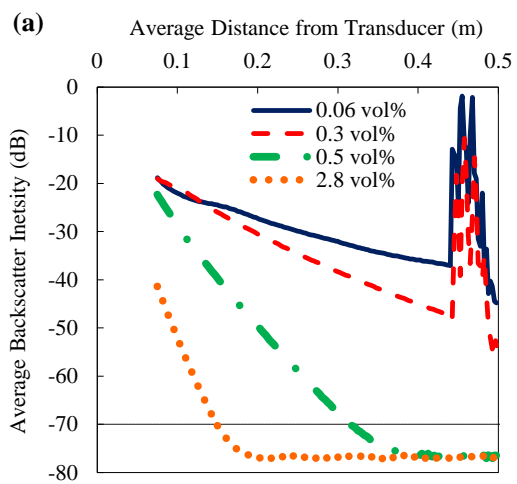 (a)
Average Distance from Transducer (m)
0 0.1 0.2 0.3 0.4 0.5
Average Backscatter Inetsity (dB)
0
-10
-20
-30
-40
-50
-60
-70
-80
0.06 vol%
0.3 vol%
0.5 vol%
2.8 vol%